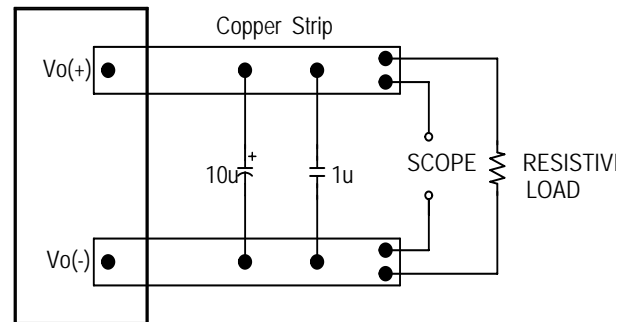 Copper Strip
Vo(+)
+
10u
1u
SCOPE
RESISTIVE
LOAD
Vo(-)